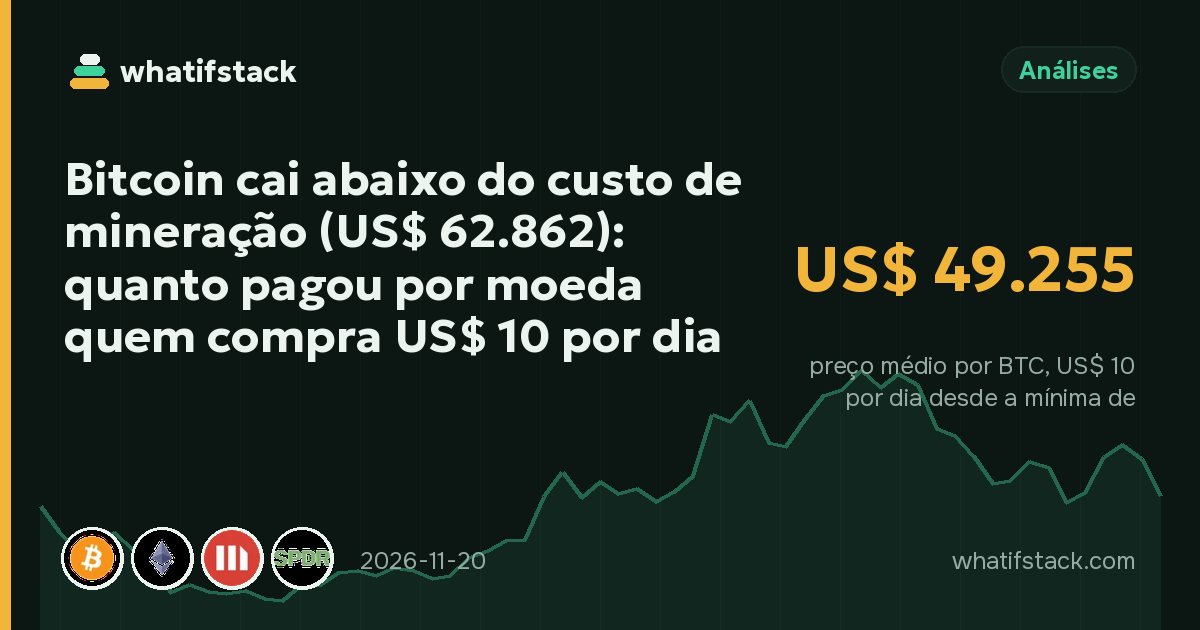 whatifstack
Análises
Bitcoin cai abaixo do custo de
mineração (US$ 62.862):
quanto pagou por moeda
quem compra US$ 10 por dia
US$ 49.255
preço médio por BTC, US$ 10
por dia desde a mínima de
SPDR
2026-11-20
whatifstack.com